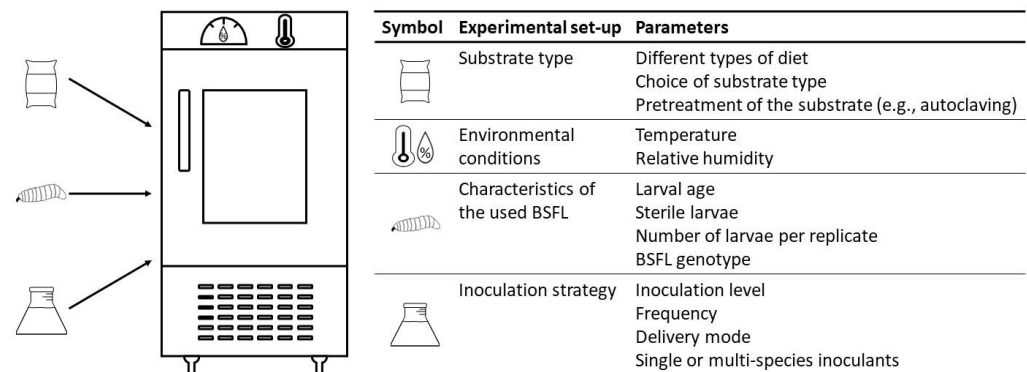 %
Symbol Experimental set-up Parameters
Substrate type Different types of diet
Choice of substrate type
Pretreatment of the substrate (e.g., autoclaving)
% Environmental Temperature
conditions Relative humidity
Characteristics of Larval age
the used BSFL Sterile larvae
Number of larvae per replicate
BSFL genotype
Inoculation strategy Inoculation level
Frequency
Delivery mode
Single or multi-species inoculants